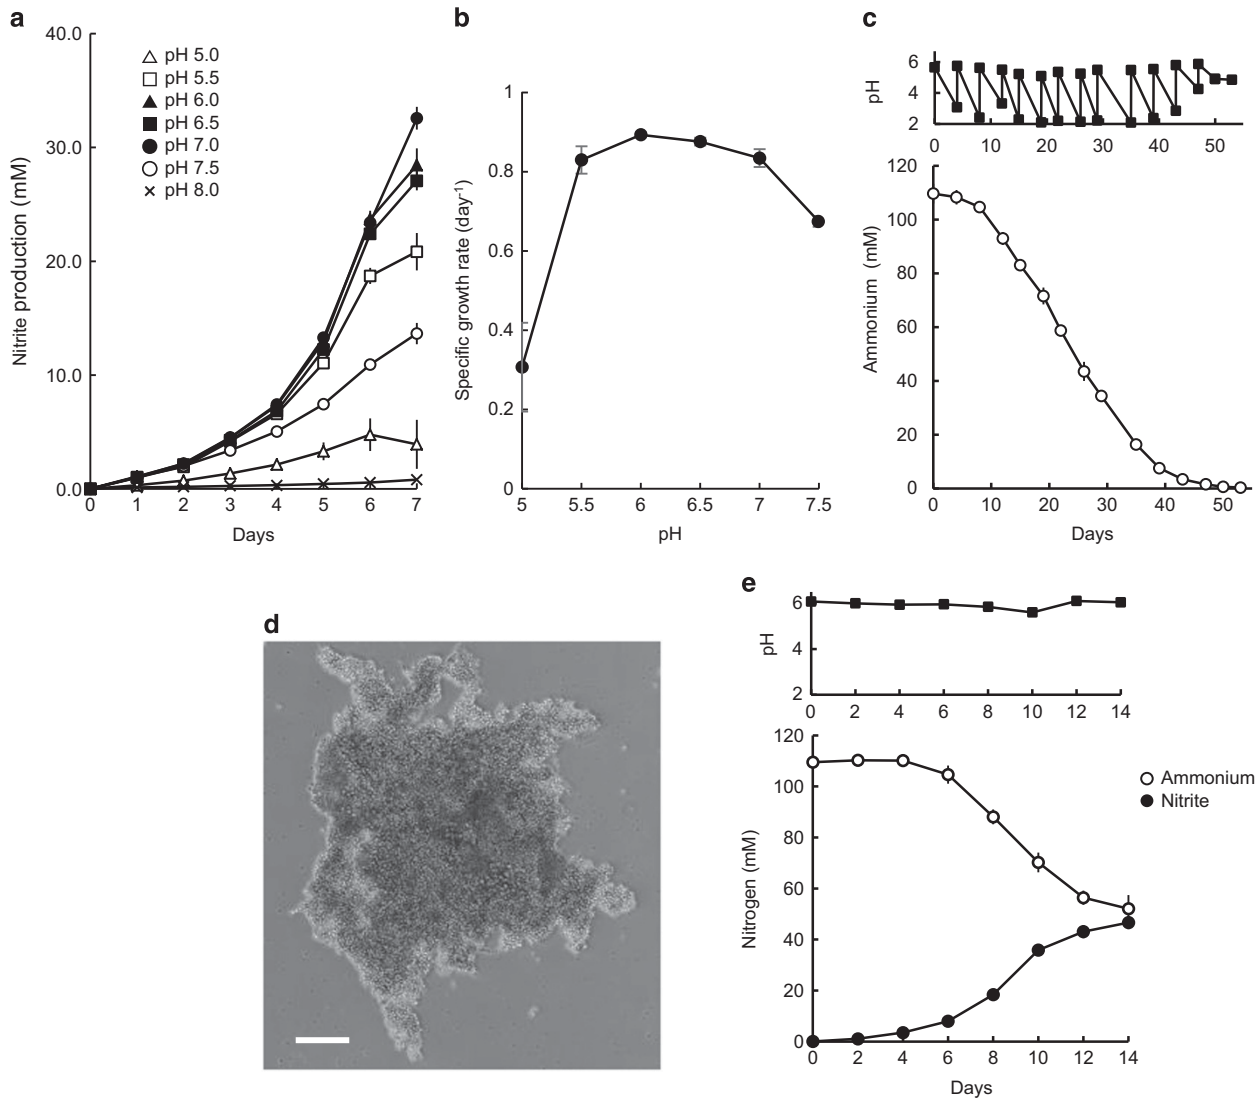 a
40.0
30.0
20.0
10.0
0.0
Nitrite production (mM)
pH 5.0
pH 5.5
pH 6.0
pH 6.5
pH 7.0
pH 7.5
pH 8.0
0 1 2 3 4 5 6 7
Days
b
1
0.8
0.6
0.4
0.2
0
Specific growth rate (day-1)
5 5.5 6 6.5 7 7.5
pH
c
6
4
2
pH
0 10 20 30 40 50
120
100
80
60
40
20
0
Ammonium (mM)
0 10 20 30 40 50
Days
d
e
6
4
2
pH
0 2 4 6 8 10 12 14
120
100
80
60
40
20
0
Nitrogen (mM)
Ammonium
Nitrite
0 2 4 6 8 10 12 14
Days